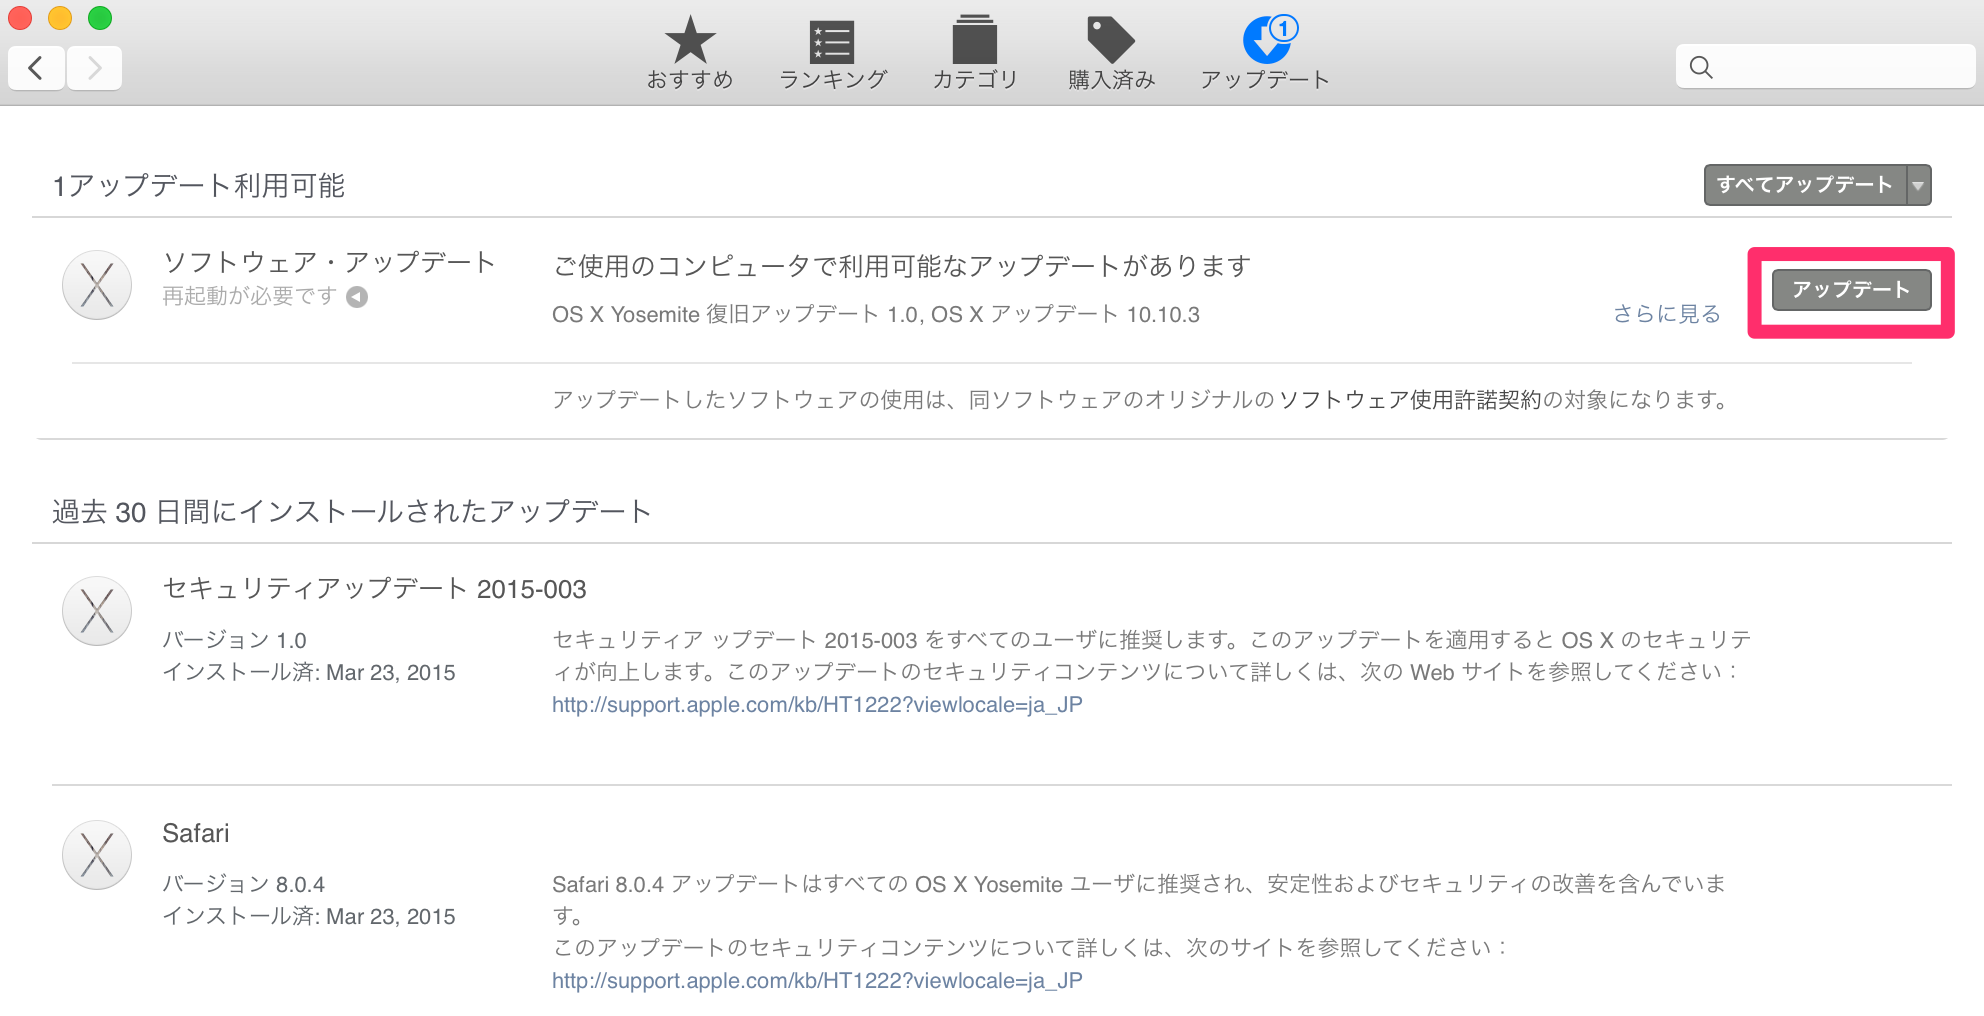 おすすめ
ランキング
カテゴリ
購入済み
1
アップデート
1アップデート利用可能
すべてアップデート
ソフトウェア・アップデート
再起動が必要です
ご使用のコンピュータで利用可能なアップデートがあります
OS X Yosemite 復旧アップデート 1.0, OS X アップデート 10.10.3
さらに見る
アップデート
アップデートしたソフトウェアの使用は、同ソフトウェアのオリジナルのソフトウェア使用許諾契約の対象になります。
過去 30 日間にインストールされたアップデート
セキュリティアップデート 2015-003
バージョン 1.0
インストール済: Mar 23, 2015
セキュリティア ップデート 2015-003 をすべてのユーザに推奨します。このアップデートを適用すると OS X のセキュリテ
ィが向上します。このアップデートのセキュリティコンテンツについて詳しくは、次の Web サイトを参照してください：
http://support.apple.com/kb/HT1222?viewlocale=ja_JP
Safari
バージョン 8.0.4
インストール済: Mar 23, 2015
Safari 8.0.4 アップデートはすべての OS X Yosemite ユーザに推奨され、安定性およびセキュリティの改善を含んでいま
す。
このアップデートのセキュリティコンテンツについて詳しくは、次のサイトを参照してください：
http://support.apple.com/kb/HT1222?viewlocale=ja_JP